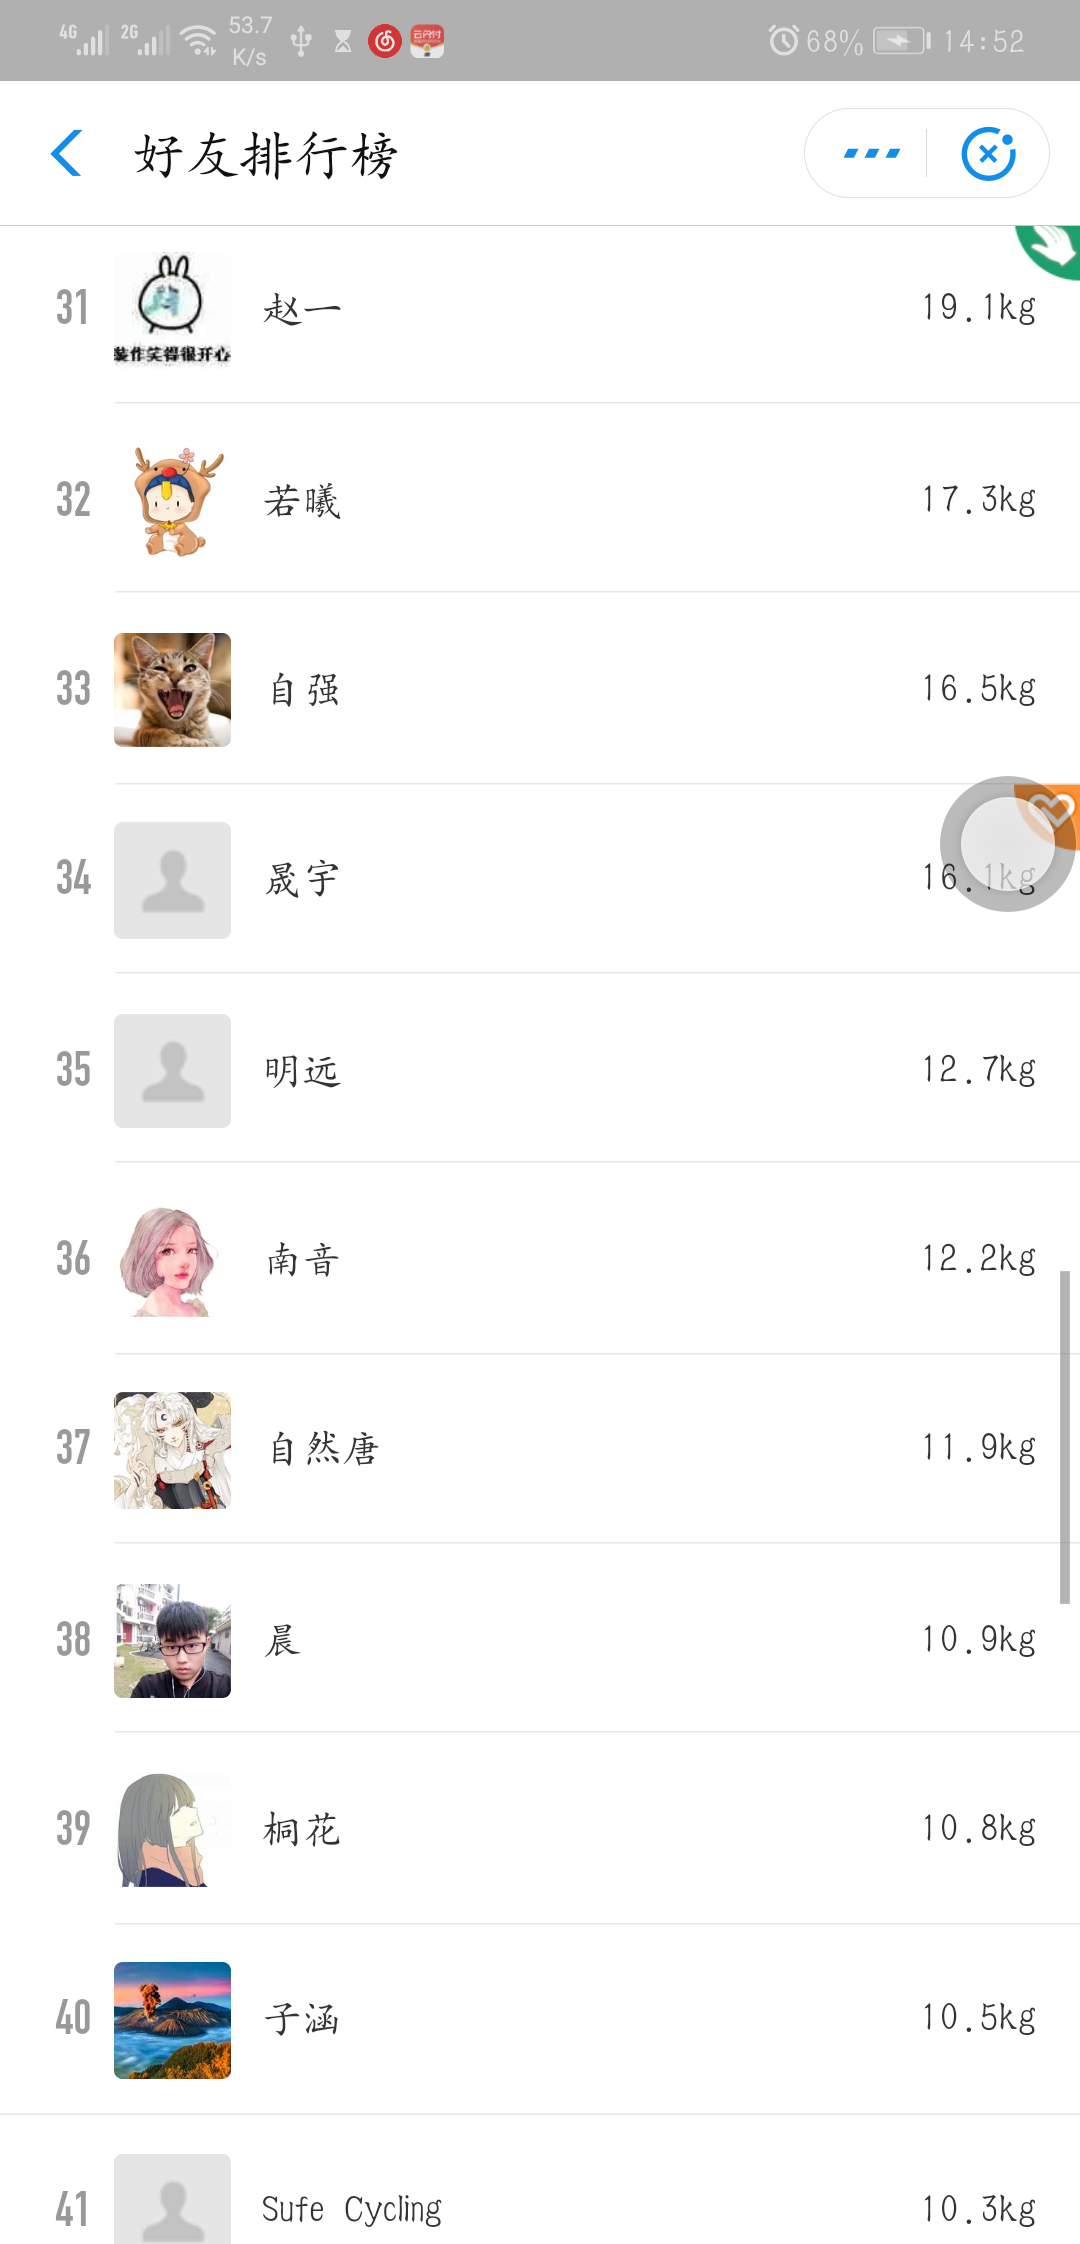 4G 2G 53.7 K/s 68% 14:52
好友排行榜
31 赵一 19.1kg
装作笑得很开心
32 若曦 17.3kg
33 自强 16.5kg
34 晟宇 16.1kg
35 明远 12.7kg
36 南音 12.2kg
37 自然唐 11.9kg
38 晨 10.9kg
39 桐花 10.8kg
40 子涵 10.5kg
41 Sufe Cycling 10.3kg